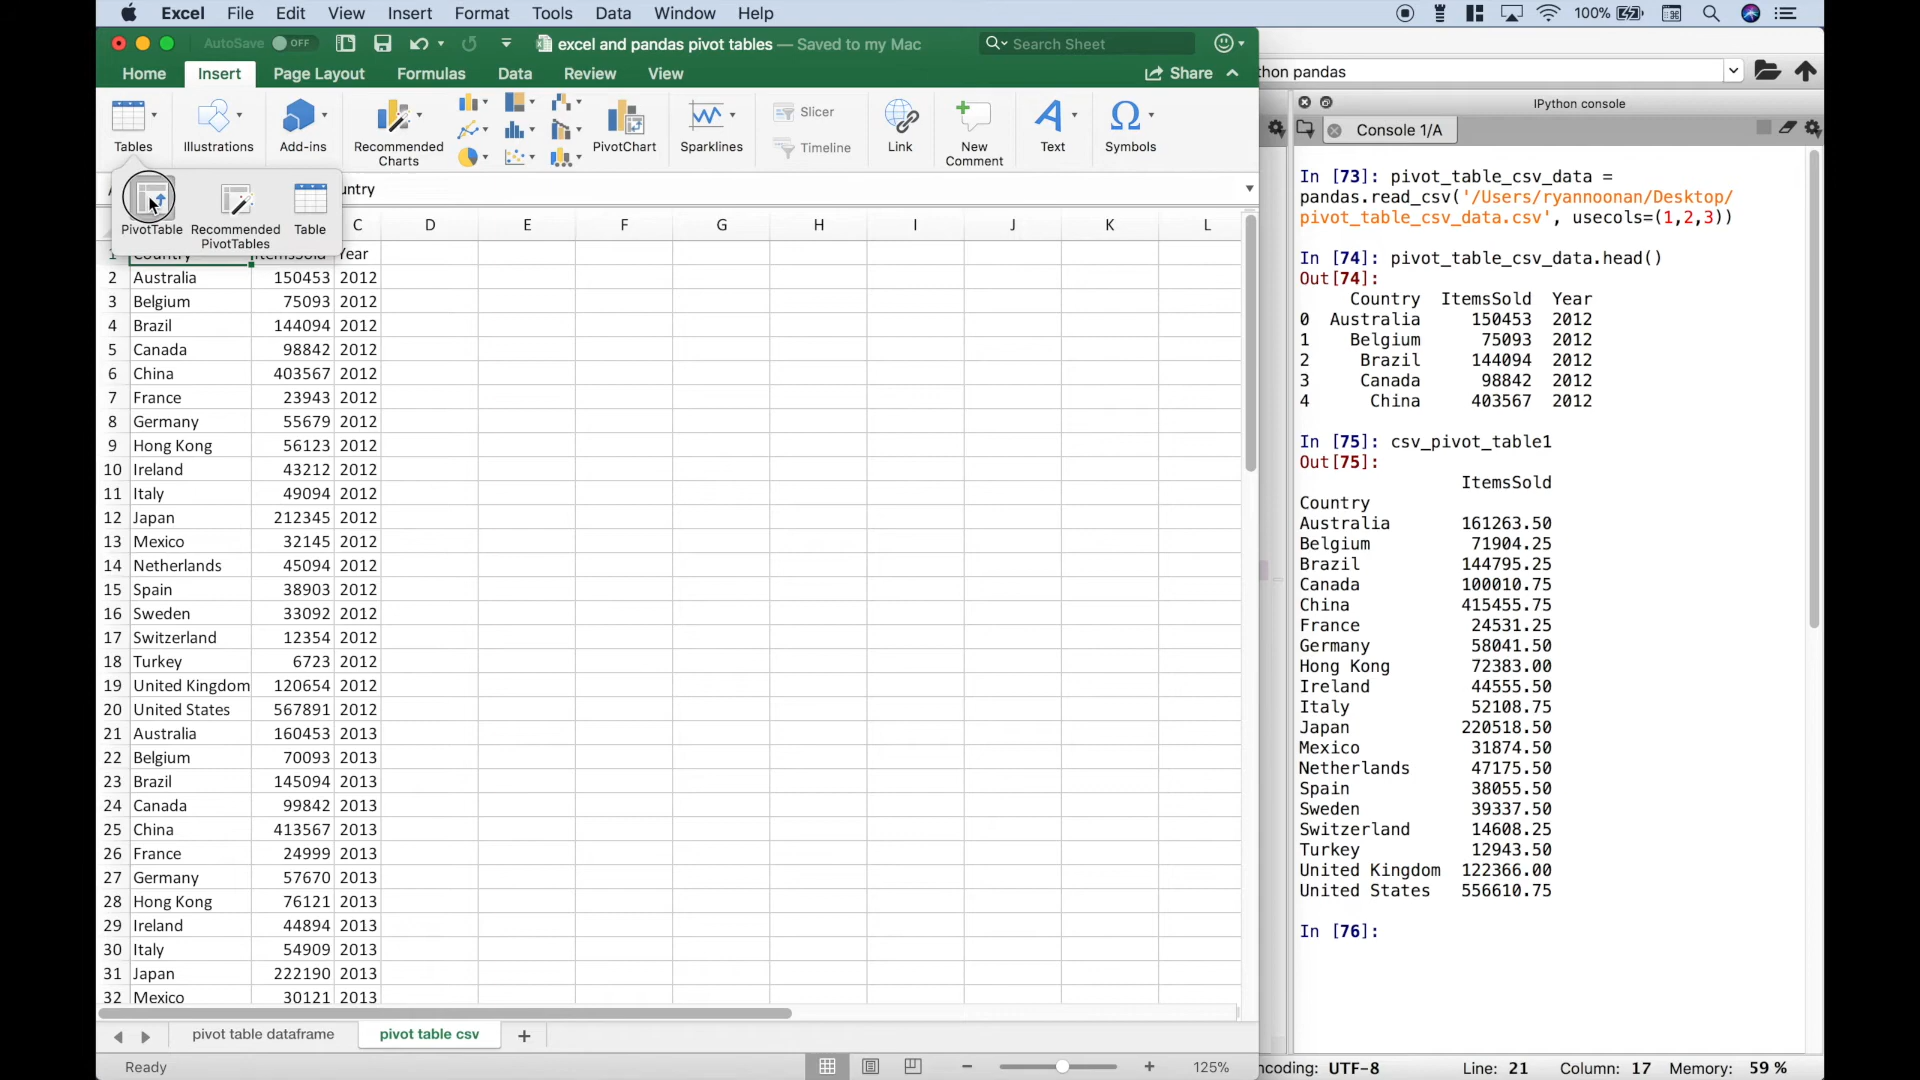 Excel File Edit View Insert Format Tools Data Window Help 100%
AutoSave OFF excel and pandas pivot tables — Saved to my Mac Search Sheet
Home Insert Page Layout Formulas Data Review View Share
Tables Illustrations Add-ins Recommended Charts PivotChart Sparklines Slicer Timeline Link New Comment Text Symbols
PivotTable Recommended PivotTables Table
untry
C D E F G H I J K L
1 Country ItemsSold Year
2 Australia 150453 2012
3 Belgium 75093 2012
4 Brazil 144094 2012
5 Canada 98842 2012
6 China 403567 2012
7 France 23943 2012
8 Germany 55679 2012
9 Hong Kong 56123 2012
10 Ireland 43212 2012
11 Italy 49094 2012
12 Japan 212345 2012
13 Mexico 32145 2012
14 Netherlands 45094 2012
15 Spain 38903 2012
16 Sweden 33092 2012
17 Switzerland 12354 2012
18 Turkey 6723 2012
19 United Kingdom 120654 2012
20 United States 567891 2012
21 Australia 160453 2013
22 Belgium 70093 2013
23 Brazil 145094 2013
24 Canada 99842 2013
25 China 413567 2013
26 France 24999 2013
27 Germany 57670 2013
28 Hong Kong 76121 2013
29 Ireland 44894 2013
30 Italy 54909 2013
31 Japan 222190 2013
32 Mexico 30121 2013
pivot table dataframe pivot table csv +
Ready 125%
thon pandas
IPython console
Console 1/A
In [73]: pivot_table_csv_data =
pandas.read_csv('/Users/ryannoonan/Desktop/
pivot_table_csv_data.csv', usecols=(1,2,3))
In [74]: pivot_table_csv_data.head()
Out[74]:
Country ItemsSold Year
0 Australia 150453 2012
1 Belgium 75093 2012
2 Brazil 144094 2012
3 Canada 98842 2012
4 China 403567 2012
In [75]: csv_pivot_table1
Out[75]:
ItemsSold
Country
Australia 161263.50
Belgium 71904.25
Brazil 144795.25
Canada 100010.75
China 415455.75
France 24531.25
Germany 58041.50
Hong Kong 72383.00
Ireland 44555.50
Italy 52108.75
Japan 220518.50
Mexico 31874.50
Netherlands 47175.50
Spain 38055.50
Sweden 39337.50
Switzerland 14608.25
Turkey 12943.50
United Kingdom 122366.00
United States 556610.75
In [76]:
ncoding: UTF-8 Line: 21 Column: 17 Memory: 59 %